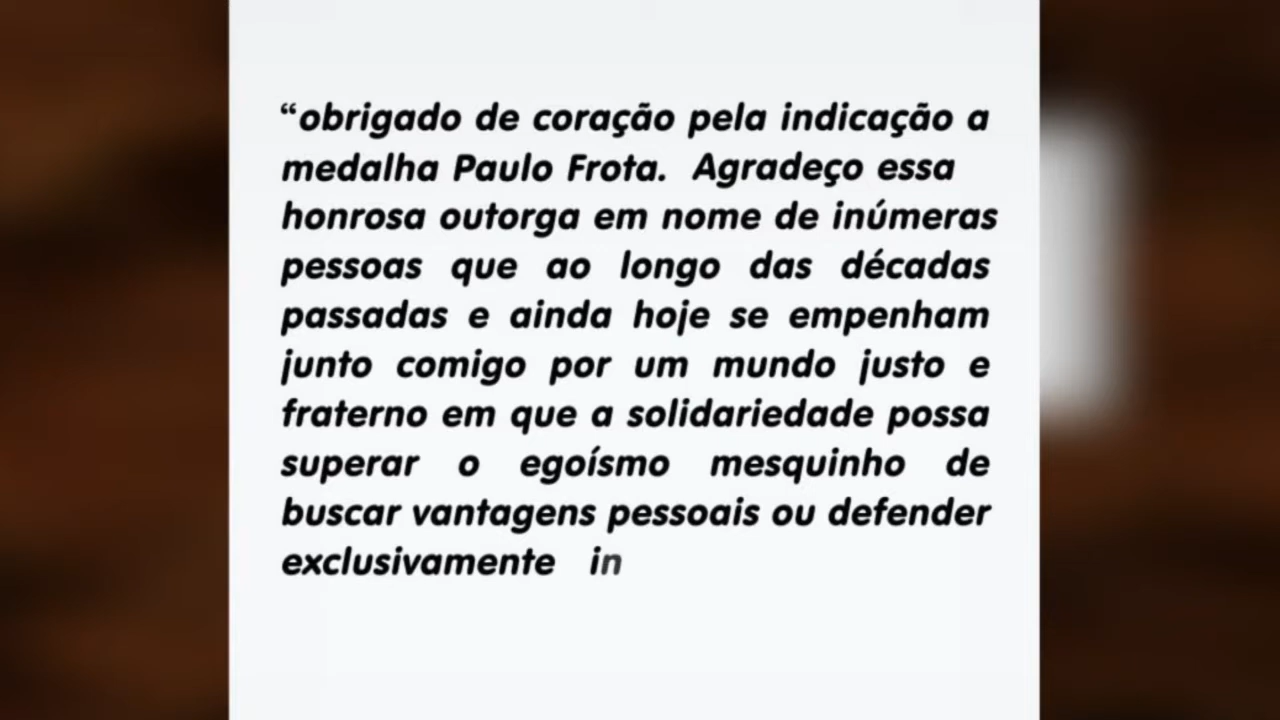 “obrigado de coração pela indicação a
medalha Paulo Frota. Agradeço essa
honrosa outorga em nome de inúmeras
pessoas que ao longo das décadas
passadas e ainda hoje se empenham
junto comigo por um mundo justo e
fraterno em que a solidariedade possa
superar o egoísmo mesquinho de
buscar vantagens pessoais ou defender
exclusivamente in